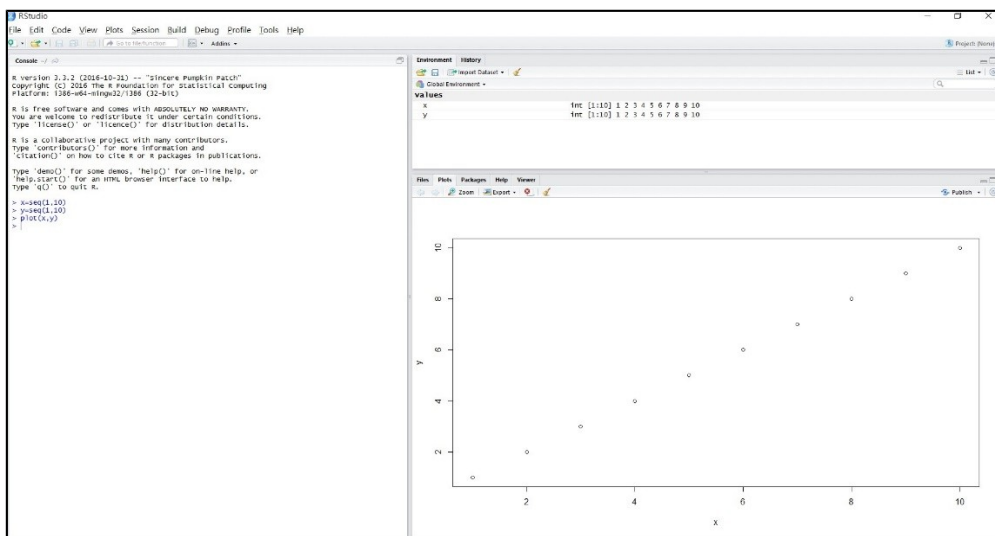 RStudio
File Edit Code View Plots Session Build Debug Profile Tools Help
Go to file/function Addins
Project: (None)
Console ~/
R version 3.3.2 (2016-10-31) -- "Sincere Pumpkin Patch"
Copyright (C) 2016 The R Foundation for Statistical Computing
Platform: i386-w64-mingw32/i386 (32-bit)
R is free software and comes with ABSOLUTELY NO WARRANTY.
You are welcome to redistribute it under certain conditions.
Type 'license()' or 'licence()' for distribution details.
R is a collaborative project with many contributors.
Type 'contributors()' for more information and
'citation()' on how to cite R or R packages in publications.
Type 'demo()' for some demos, 'help()' for on-line help, or
'help.start()' for an HTML browser interface to help.
Type 'q()' to quit R.
> x=seq(1,10)
> y=seq(1,10)
> plot(x,y)
>
Environment History
Import Dataset
List
Global Environment
values
x int [1:10] 1 2 3 4 5 6 7 8 9 10
y int [1:10] 1 2 3 4 5 6 7 8 9 10
Files Plots Packages Help Viewer
Zoom Export
Publish
10
8
6
4
2
y
2 4 6 8 10
x